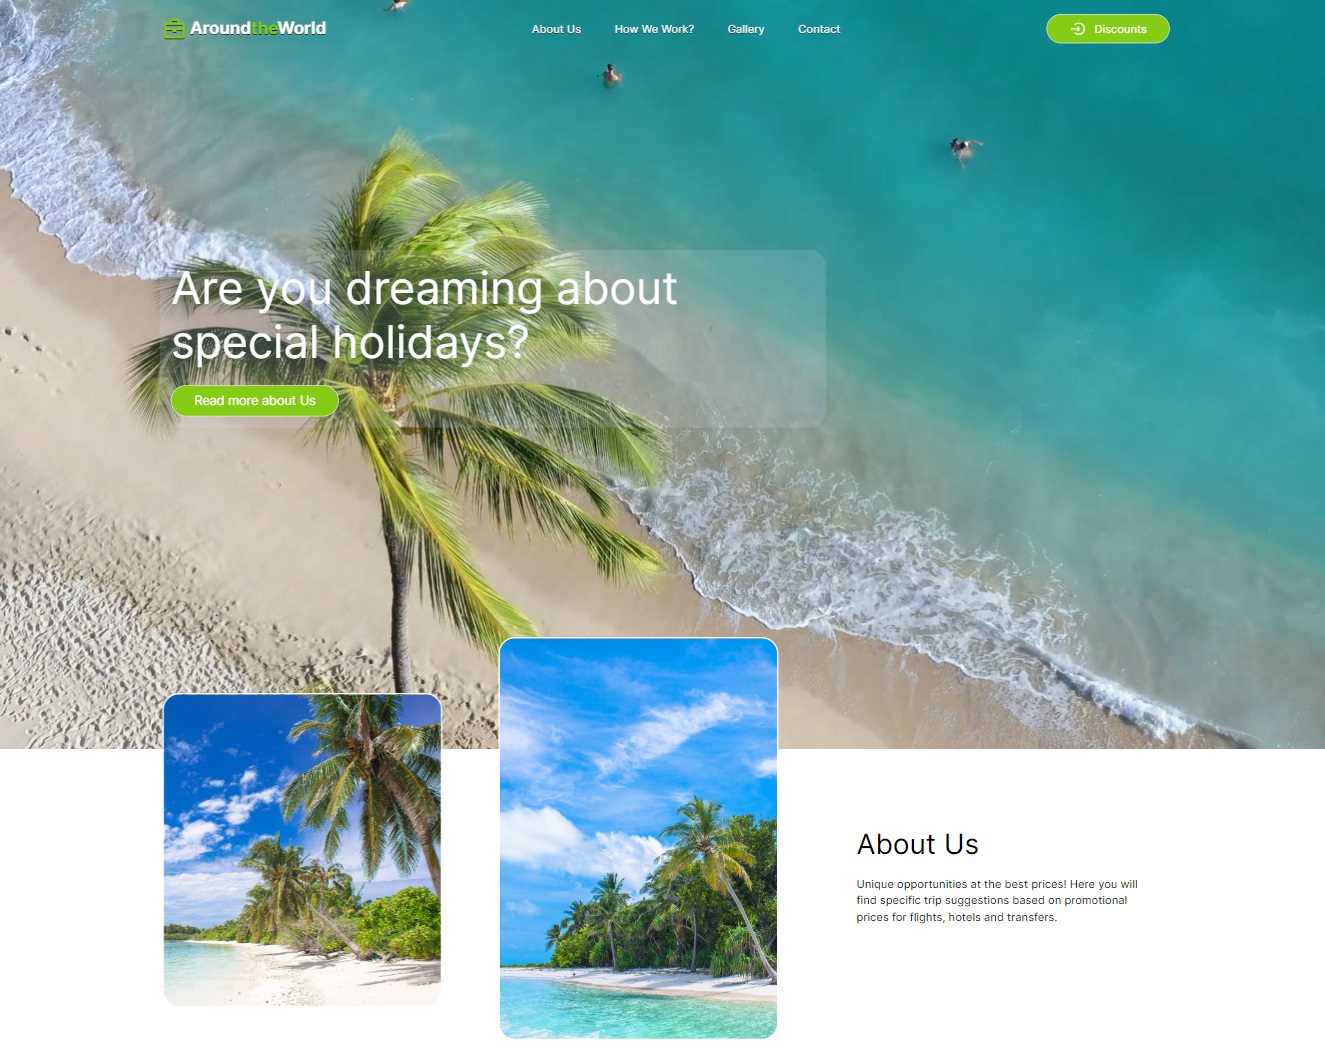 AroundtheWorld
About Us
How We Work?
Gallery
Contact
Discounts
Are you dreaming about
special holidays?
Read more about Us
About Us
Unique opportunities at the best prices! Here you will
find specific trip suggestions based on promotional
prices for flights, hotels and transfers.